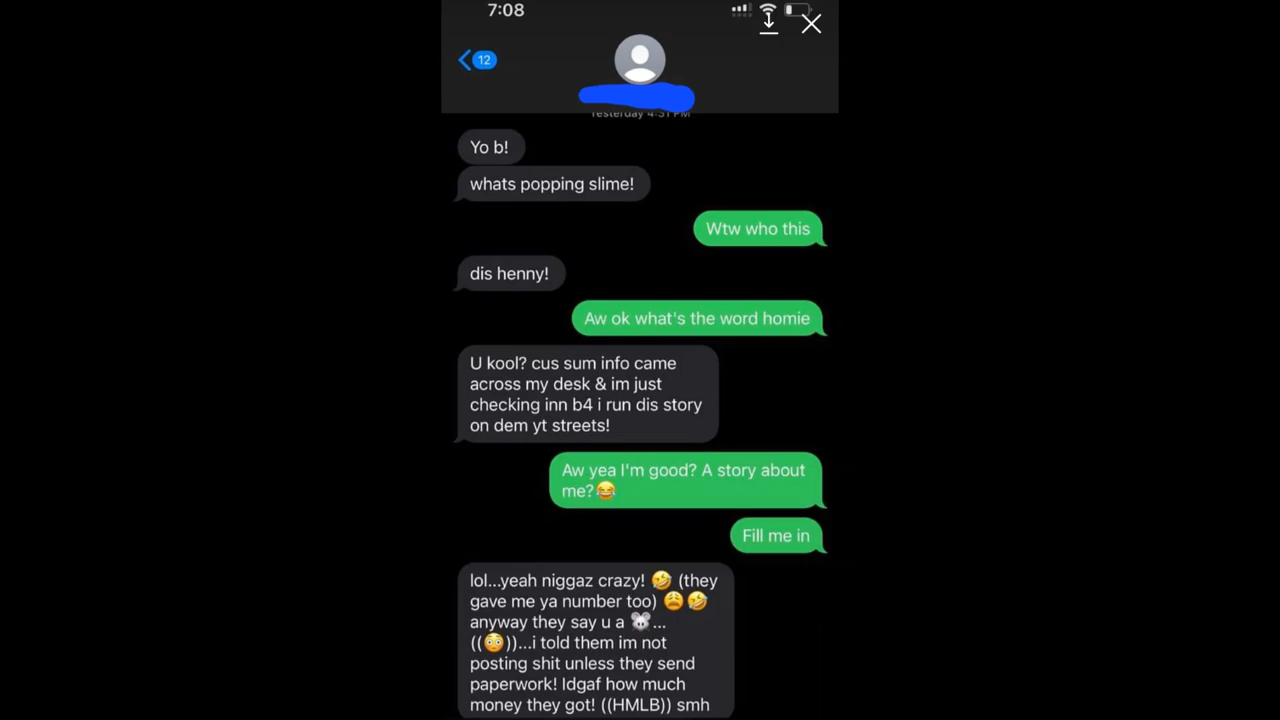 7:08
12
Yesterday 4:31 PM
Yo b!
whats popping slime!
Wtw who this
dis henny!
Aw ok what's the word homie
U kool? cus sum info came
across my desk & im just
checking inn b4 i run dis story
on dem yt streets!
Aw yea I'm good? A story about
me?😂
Fill me in
lol...yeah niggaz crazy! 🤣 (they
gave me ya number too) 😩🤣
anyway they say u a 🐭...
((😳))...i told them im not
posting shit unless they send
paperwork! Idgaf how much
money they got! ((HMLB)) smh